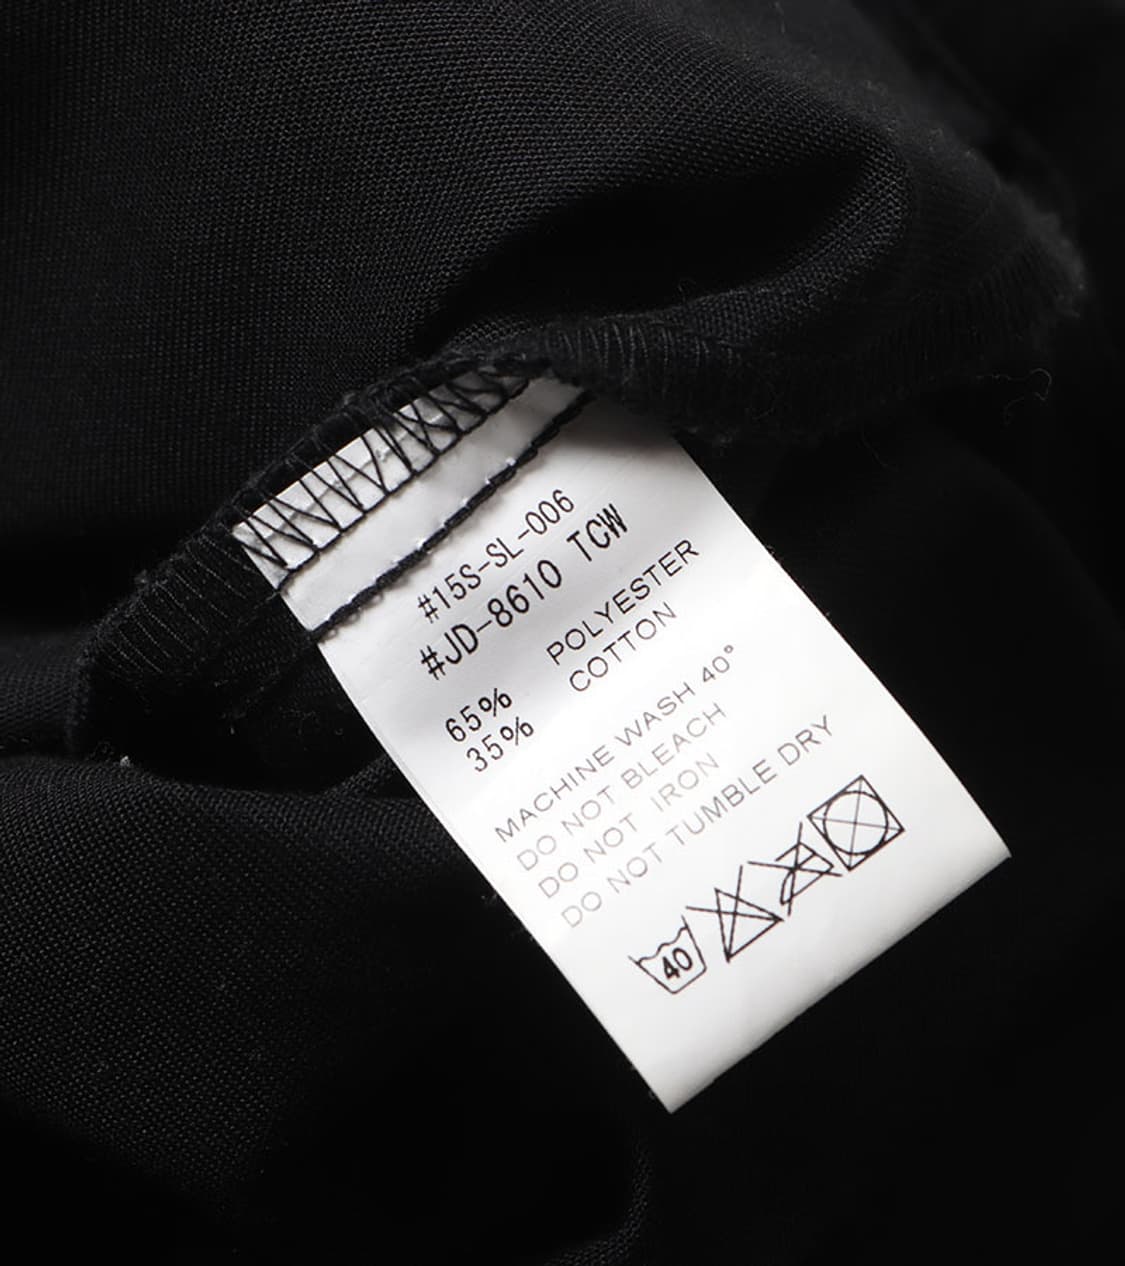 #15S-SL-006
#JD-8610 TCW
65% POLYESTER
35% COTTON
MACHINE WASH 40°
DO NOT BLEACH
DO NOT IRON
DO NOT TUMBLE DRY
40